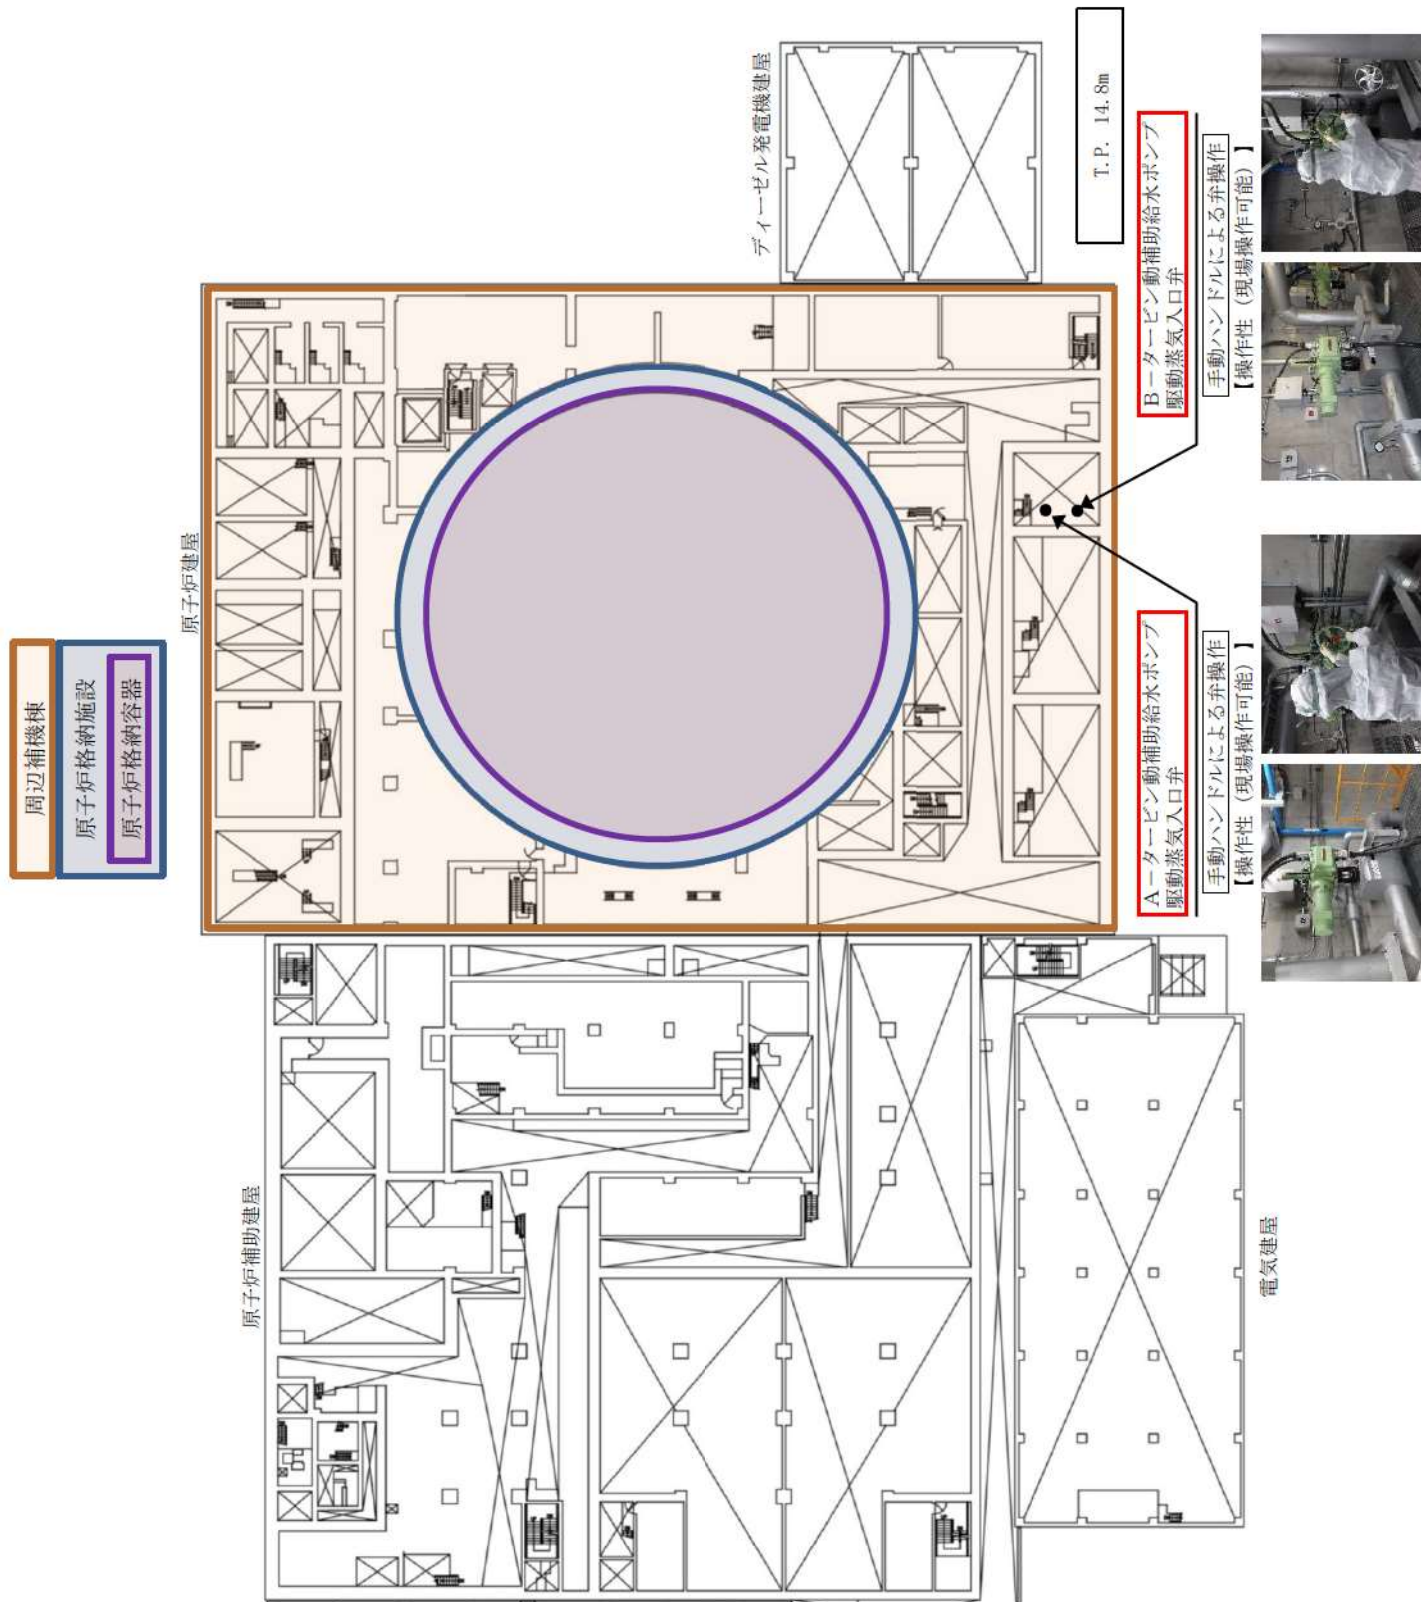 周辺補機棟
原子炉格納施設
原子炉格納容器
原子炉建屋
ディーゼル発電機建屋
T.P. 14.8m
原子炉補助建屋
電気建屋
A-タービン動補助給水ポンプ
駆動蒸気入口弁
手動ハンドルによる弁操作
【操作性（現場操作可能）】
B-タービン動補助給水ポンプ
駆動蒸気入口弁
手動ハンドルによる弁操作
【操作性（現場操作可能）】